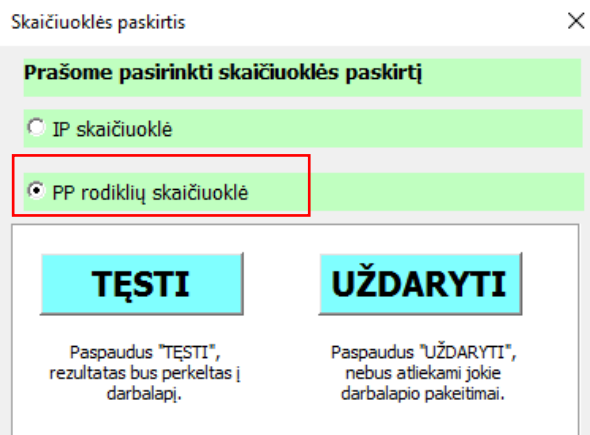 Skaičiuoklės paskirtis
Prašome pasirinkti skaičiuoklės paskirtį
IP skaičiuoklė
PP rodiklių skaičiuoklė
TĘSTI
UŽDARYTI
Paspaudus "TĘSTI",
rezultatas bus perkeltas į
darbalapį.
Paspaudus "UŽDARYTI",
nebus atliekami jokie
darbalapio pakeitimai.